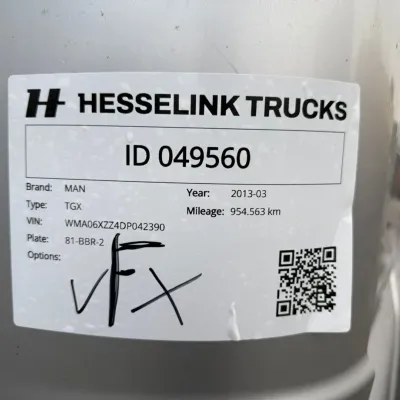 HESSELINK TRUCKS
ID 049560
Brand: MAN
Type: TGX
VIN: WMA06XZZ4DP042390
Plate: 81-BBR-2
Options:
Year: 2013-03
Mileage: 954.563 km
VFX